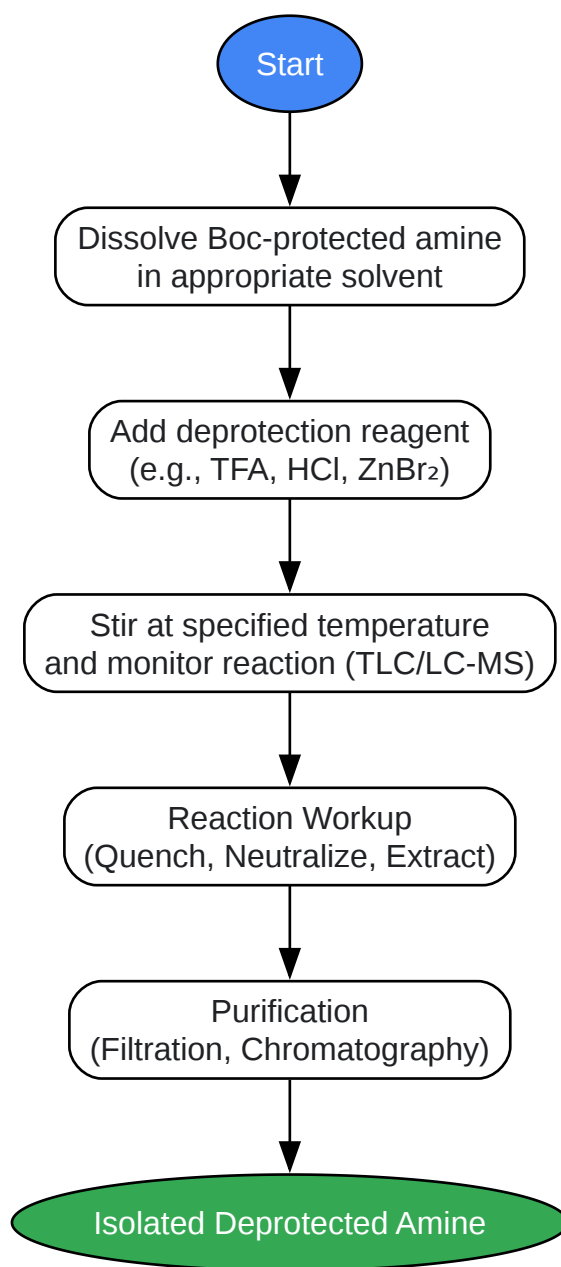 Start
Dissolve Boc-protected amine
in appropriate solvent
Add deprotection reagent
(e.g., TFA, HCl, ZnBr₂)
Stir at specified temperature
and monitor reaction (TLC/LC-MS)
Reaction Workup
(Quench, Neutralize, Extract)
Purification
(Filtration, Chromatography)
Isolated Deprotected Amine